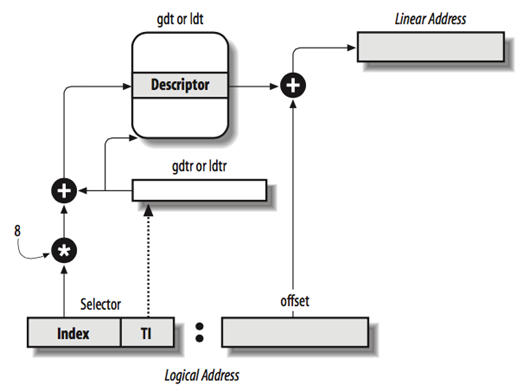 gdt or ldt
Linear Address
Descriptor
+
gdtr or ldtr
+
8
*
Selector
offset
Index
TI
:
Logical Address